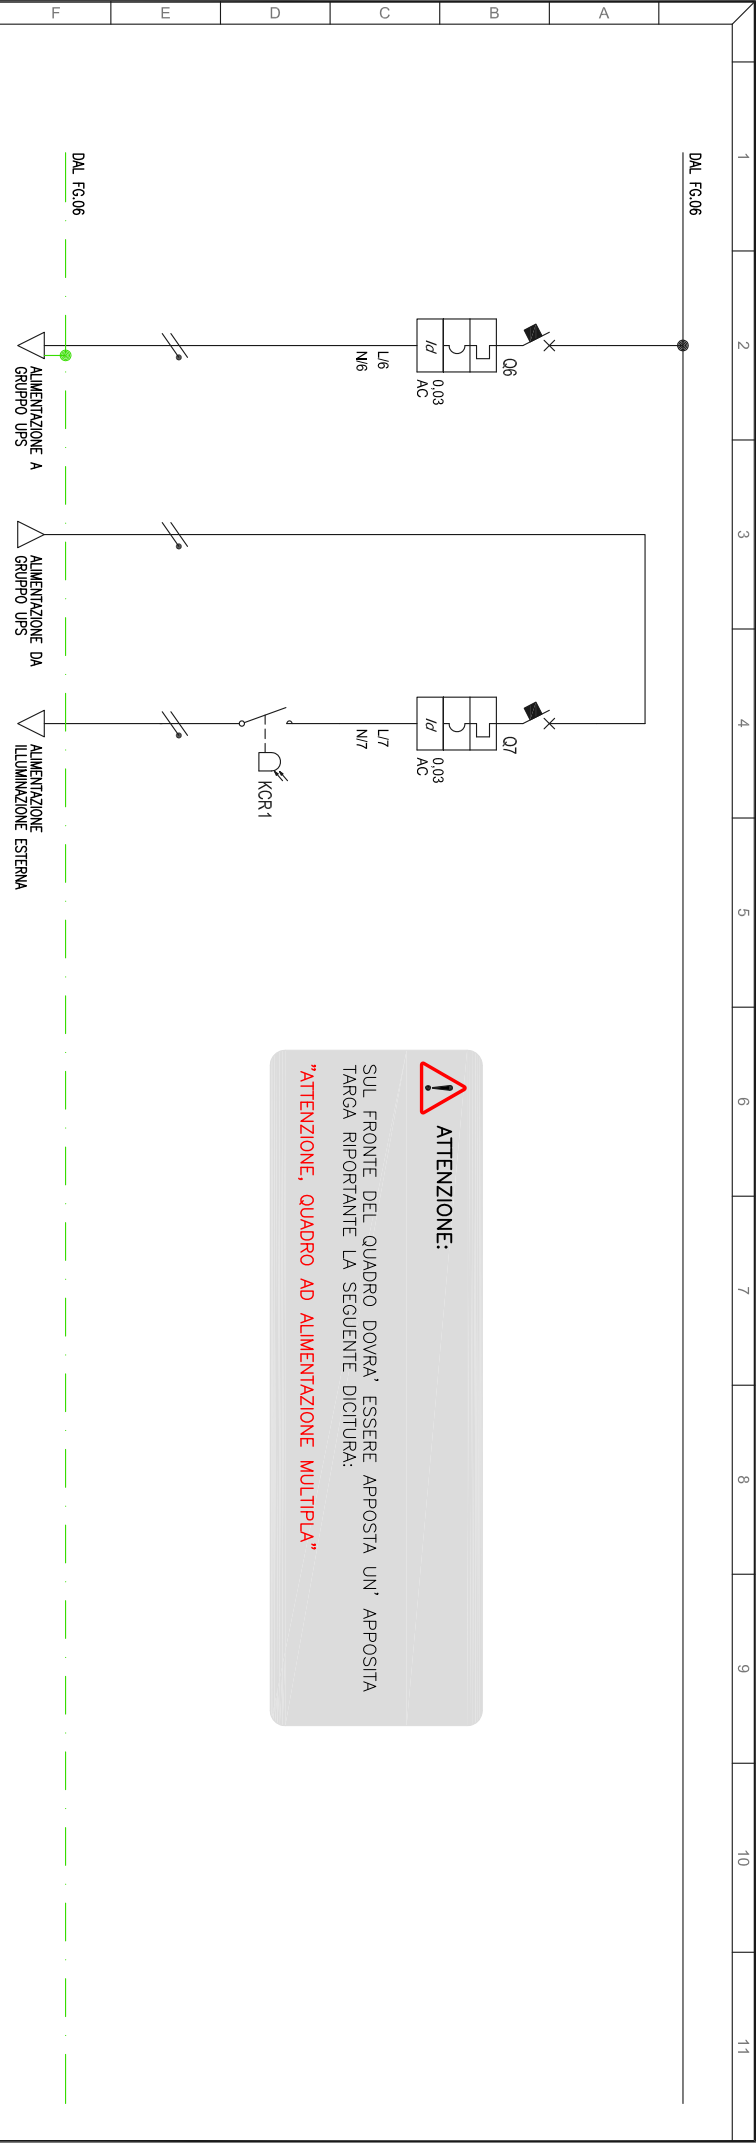 1 2 3 4 5 6 7 8 9 10 11
A
B
C
D
E
F
DAL FG.06
Q6
Id
0,03
AC
L/6
N/6
Q7
Id
0,03
AC
L/7
N/7
KCR1
ATTENZIONE:
SUL FRONTE DEL QUADRO DOVRA' ESSERE APPOSTA UN' APPOSITA
TARGA RIPORTANTE LA SEGUENTE DICITURA:
"ATTENZIONE, QUADRO AD ALIMENTAZIONE MULTIPLA"
DAL FG.06
ALIMENTAZIONE A
GRUPPO UPS
ALIMENTAZIONE DA
GRUPPO UPS
ALIMENTAZIONE
ILLUMINAZIONE ESTERNA